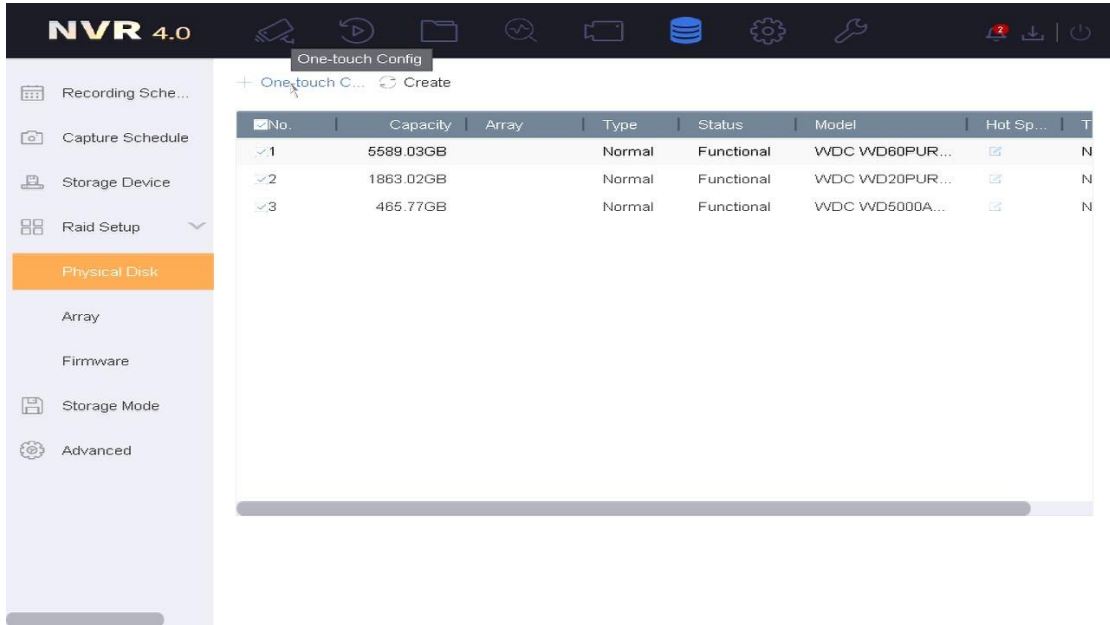 NVR 4.0
2
One-touch Config
One-touch C... Create
Recording Sche...
Capture Schedule
Storage Device
Raid Setup
Physical Disk
Array
Firmware
Storage Mode
Advanced
No. Capacity Array Type Status Model Hot Sp... T
1 5589.03GB Normal Functional WDC WD60PUR... N
2 1863.02GB Normal Functional WDC WD20PUR... N
3 465.77GB Normal Functional WDC WD5000A... N